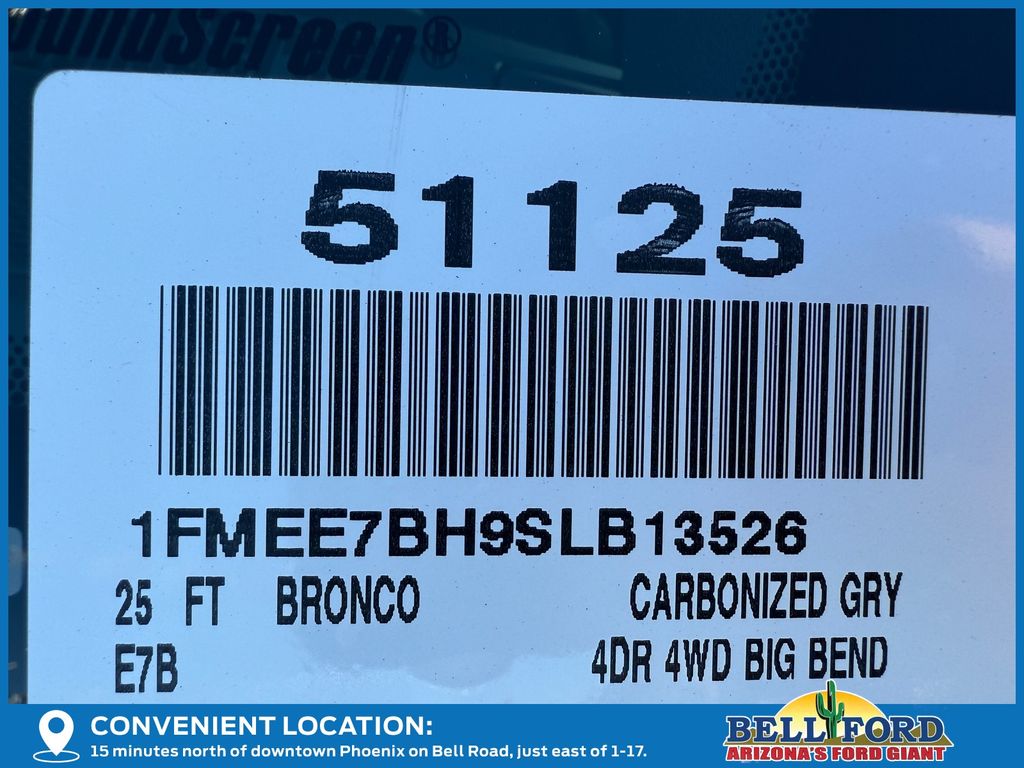 51125
1FMEE7BH9SLB13526
25 FT BRONCO CARBONIZED GRY
E7B 4DR 4WD BIG BEND
CONVENIENT LOCATION:
15 minutes north of downtown Phoenix on Bell Road, just east of 1-17.
BELL FORD
ARIZONA'S FORD GIANT